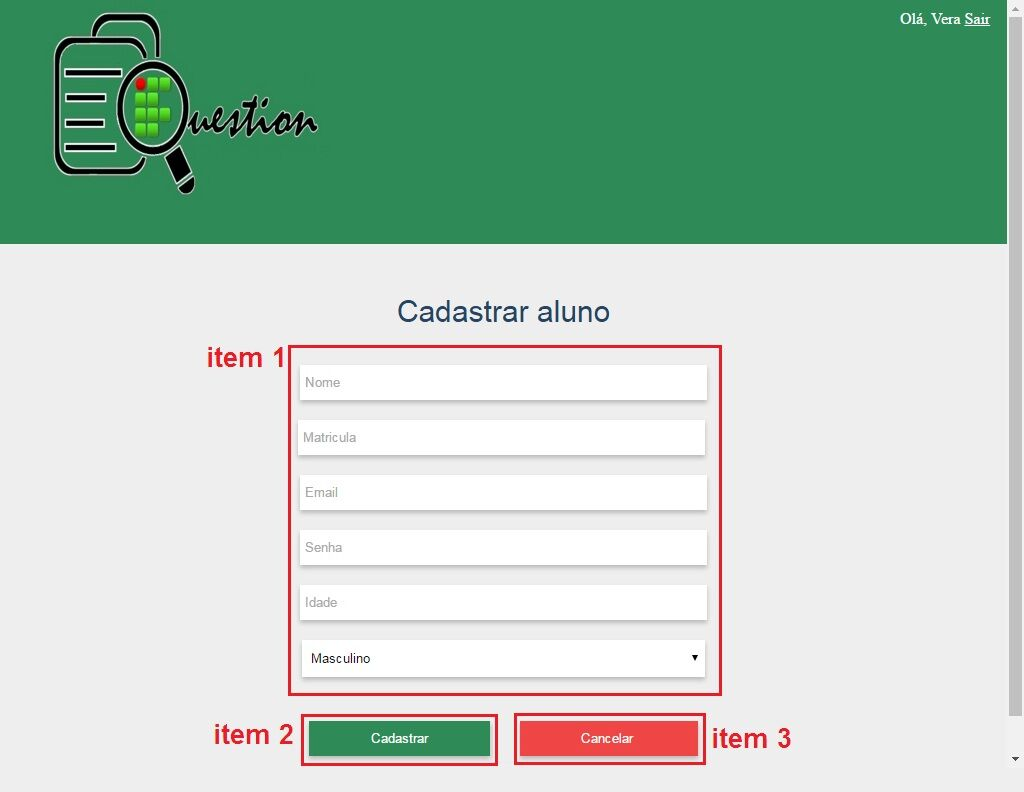 Olá, Vera Sair
uestion
Cadastrar aluno
item 1
Nome
Matricula
Email
Senha
Idade
Masculino
item 2
Cadastrar
Cancelar
item 3